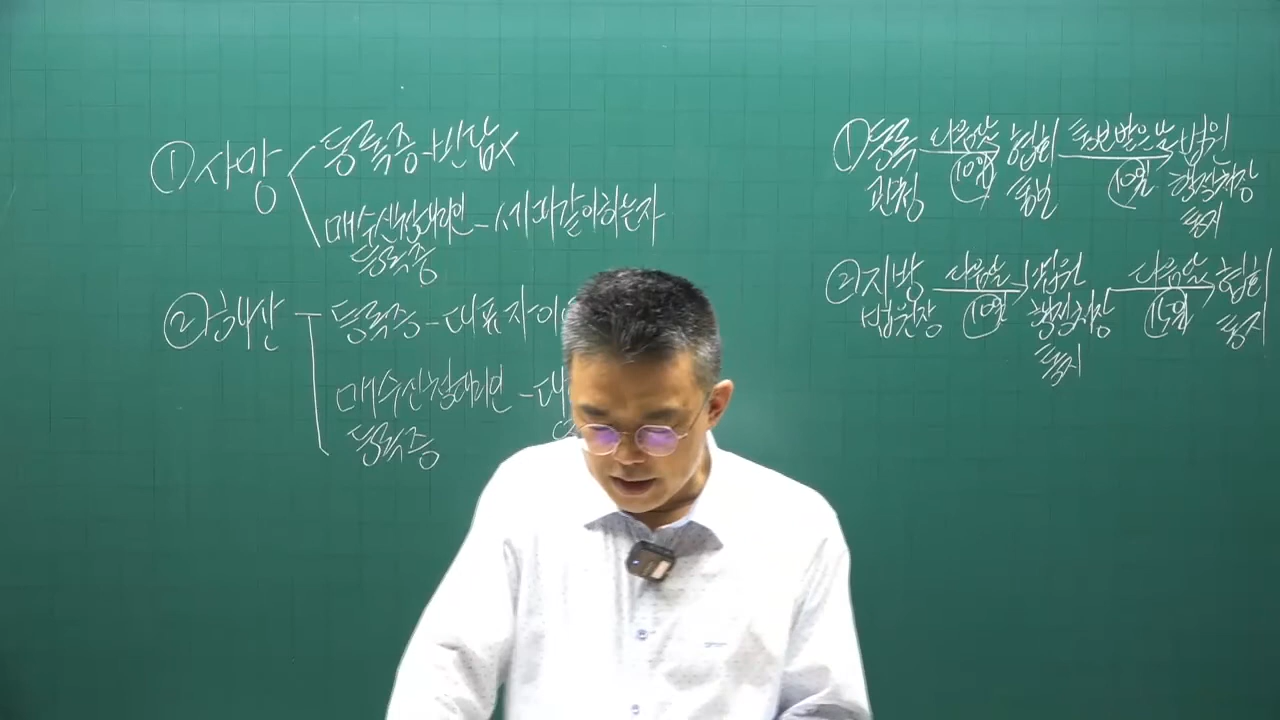 ① 사망
등록증-반납 X
매수신청대리인 - 세대를 같이하는 자
등록증
② 해산
등록증 - 대표자이
매수신청대리인 - 대
등록증
① 등록 다음달 협회 통보받은날 법원
관청 10일 통보 10일 행정처장
통지
② 지방 다음달 법원 다음달 협회
법원장 10일 행정처장 15일 통지
통지